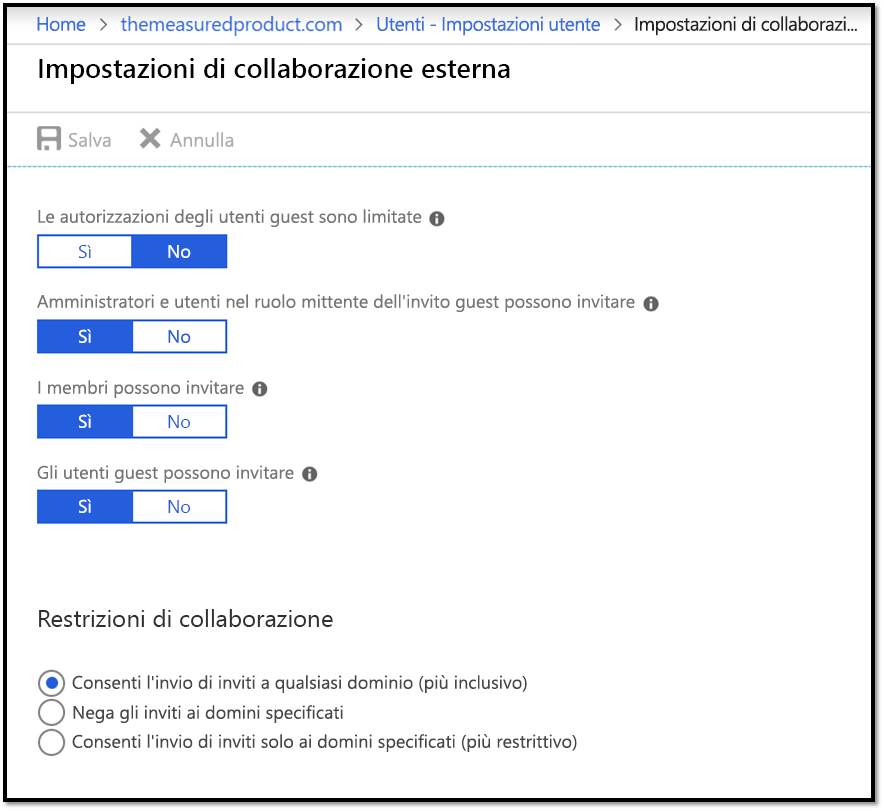 Home > themeasuredproduct.com > Utenti - Impostazioni utente > Impostazioni di collaborazi...
Impostazioni di collaborazione esterna
Salva Annulla
Le autorizzazioni degli utenti guest sono limitate
Sì No
Amministratori e utenti nel ruolo mittente dell'invito guest possono invitare
Sì No
I membri possono invitare
Sì No
Gli utenti guest possono invitare
Sì No
Restrizioni di collaborazione
Consenti l'invio di inviti a qualsiasi dominio (più inclusivo)
Nega gli inviti ai domini specificati
Consenti l'invio di inviti solo ai domini specificati (più restrittivo)